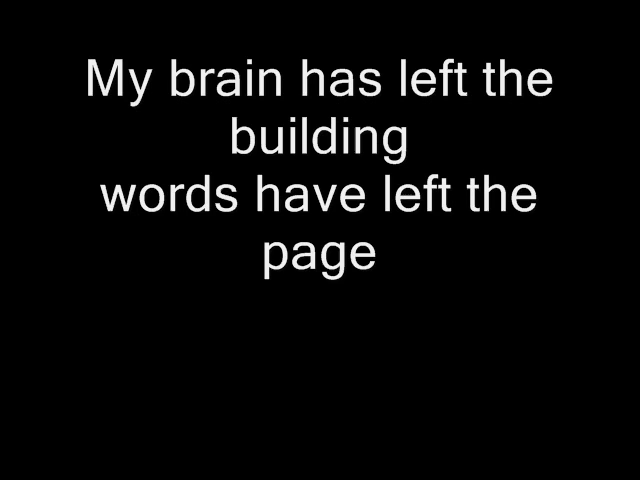 My brain has left the
building
words have left the
page